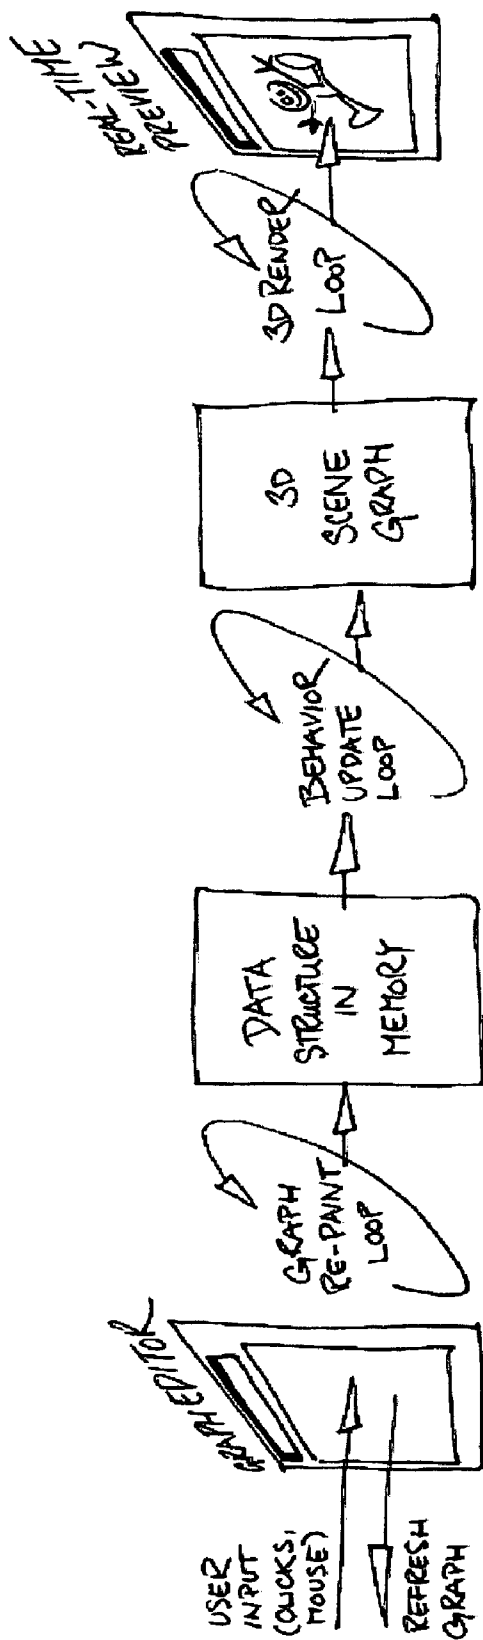 USER
INPUT
(CLICKS,
MOUSE)
REFRESH
GRAPH
GRAPH EDITOR
GRAPH
RE-PAINT
LOOP
DATA
STRUCTURE
IN
MEMORY
BEHAVIOR
UPDATE
LOOP
3D
SCENE
GRAPH
3D RENDER
LOOP
REAL-TIME
PREVIEW